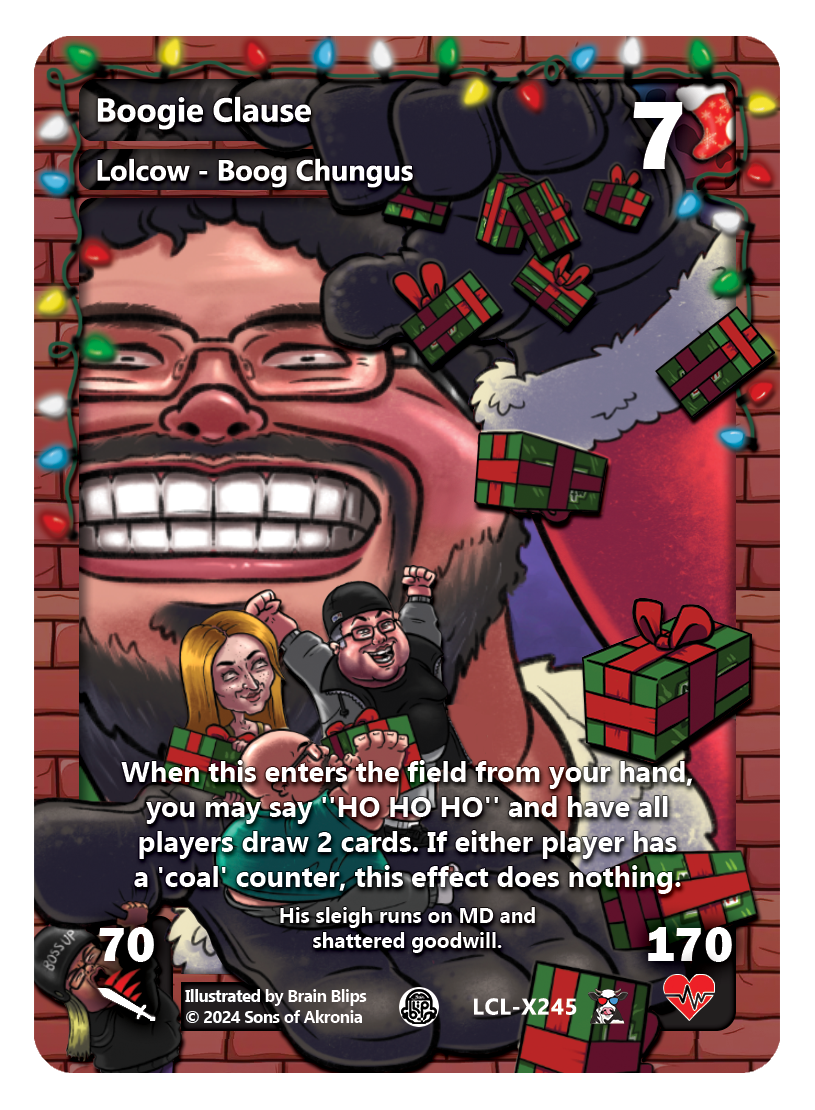 Boogie Clause
7
Lolcow - Boog Chungus
When this enters the field from your hand,
you may say ''HO HO HO'' and have all
players draw 2 cards. If either player has
a 'coal' counter, this effect does nothing.
His sleigh runs on MD and
shattered goodwill.
BOSS UP
70
170
Illustrated by Brain Blips
© 2024 Sons of Akronia
LCL-X245